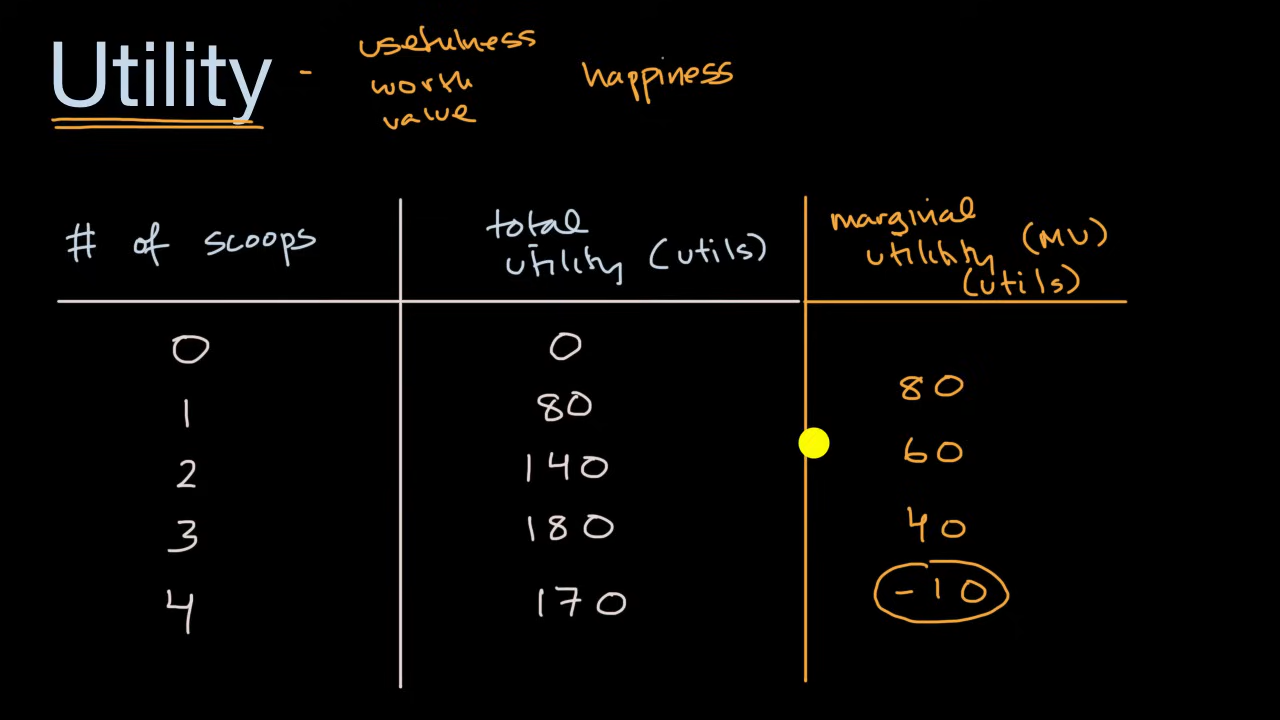 Utility - usefulness
worth
value
happiness
# of scoops
total
utility (utils)
marginal
utility (MU)
(utils)
0 0
80
1 80
60
2 140
40
3 180
-10
4 170